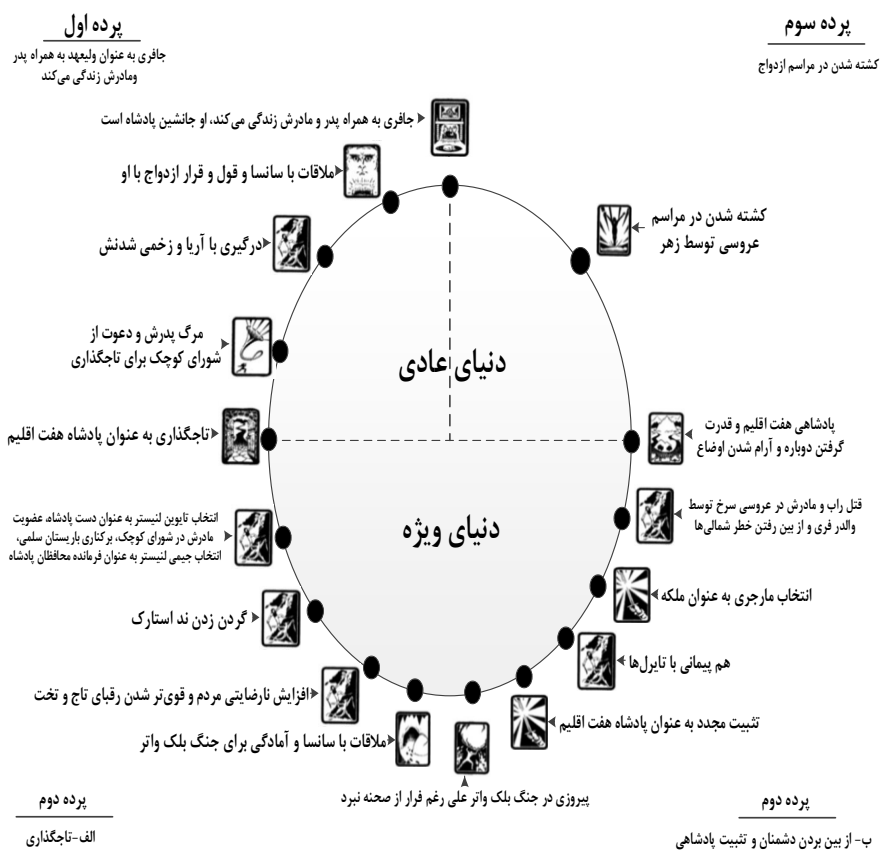 پرده اول
جافری به عنوان ولیعهد به همراه پدر
ومادرش زندگی می‌کند
پرده سوم
کشته شدن در مراسم ازدواج
جافری به همراه پدر و مادرش زندگی می‌کند، او جانشین پادشاه است
ملاقات با سانسا و قول و قرار ازدواج با او
درگیری با آریا و زخمی شدنش
مرگ پدرش و دعوت از
شورای کوچک برای تاجگذاری
تاجگذاری به عنوان پادشاه هفت اقلیم
انتخاب تایوین لنیستر به عنوان دست پادشاه، عضویت
مادرش در شورای کوچک، برکناری باریستان سلمی،
انتخاب جیمی لنیستر به عنوان فرمانده محافظان پادشاه
گردن زدن ند استارک
افزایش نارضایتی مردم و قوی‌تر شدن رقبای تاج و تخت
ملاقات با سانسا و آمادگی برای جنگ بلک واتر
پیروزی در جنگ بلک واتر علی رغم فرار از صحنه نبرد
تثبیت مجدد به عنوان پادشاه هفت اقلیم
هم پیمانی با تایرل‌ها
انتخاب مارجری به عنوان ملکه
قتل راب و مادرش در عروسی سرخ توسط
والدر فری و از بین رفتن خطر شمالی‌ها
پادشاهی هفت اقلیم و قدرت
گرفتن دوباره و آرام شدن اوضاع
کشته شدن در مراسم
عروسی توسط زهر
دنیای عادی
دنیای ویژه
پرده دوم
الف-تاجگذاری
پرده دوم
ب- از بین بردن دشمنان و تثبیت پادشاهی